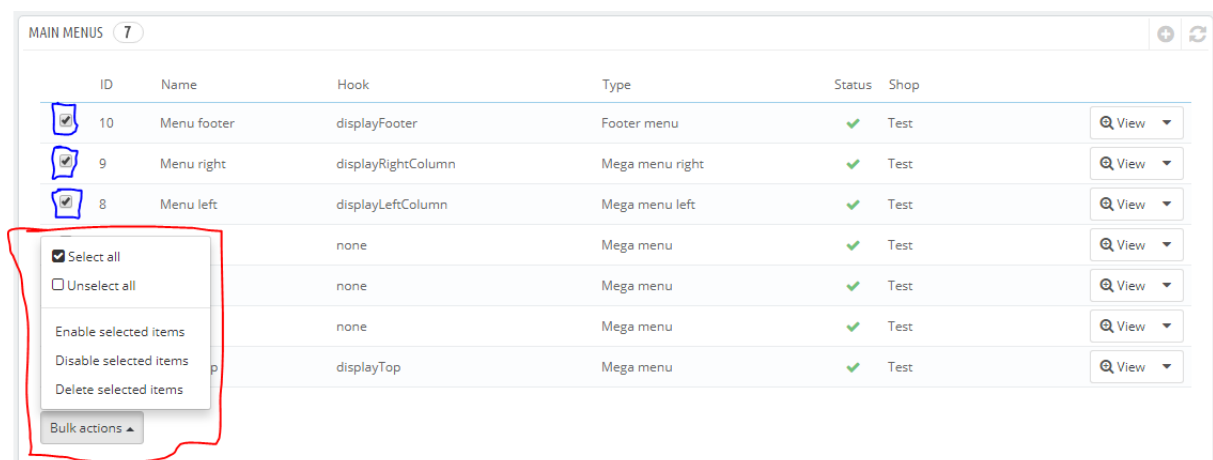 MAIN MENUS 7
ID Name Hook Type Status Shop
10 Menu footer displayFooter Footer menu Test View
9 Menu right displayRightColumn Mega menu right Test View
8 Menu left displayLeftColumn Mega menu left Test View
none Mega menu Test View
Select all
Unselect all
none Mega menu Test View
none Mega menu Test View
Enable selected items
Disable selected items
p displayTop Mega menu Test View
Delete selected items
Bulk actions